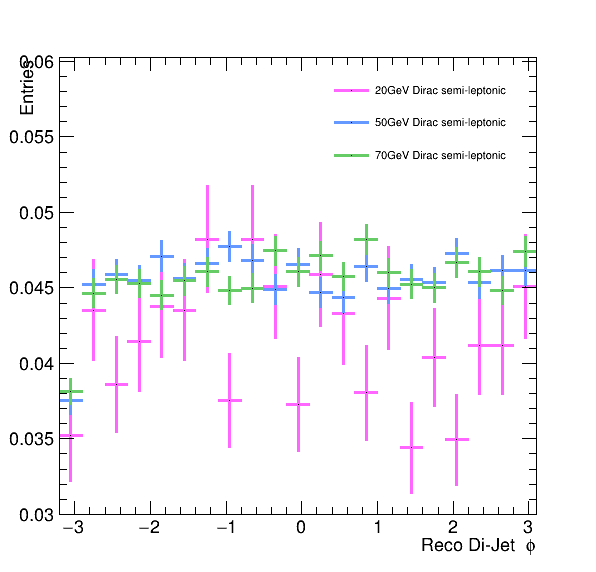 0.06
Entries
20GeV Dirac semi-leptonic
50GeV Dirac semi-leptonic
70GeV Dirac semi-leptonic
0.055
0.05
0.045
0.04
0.035
0.03
−3 −2 −1 0 1 2 3
Reco Di-Jet ϕ